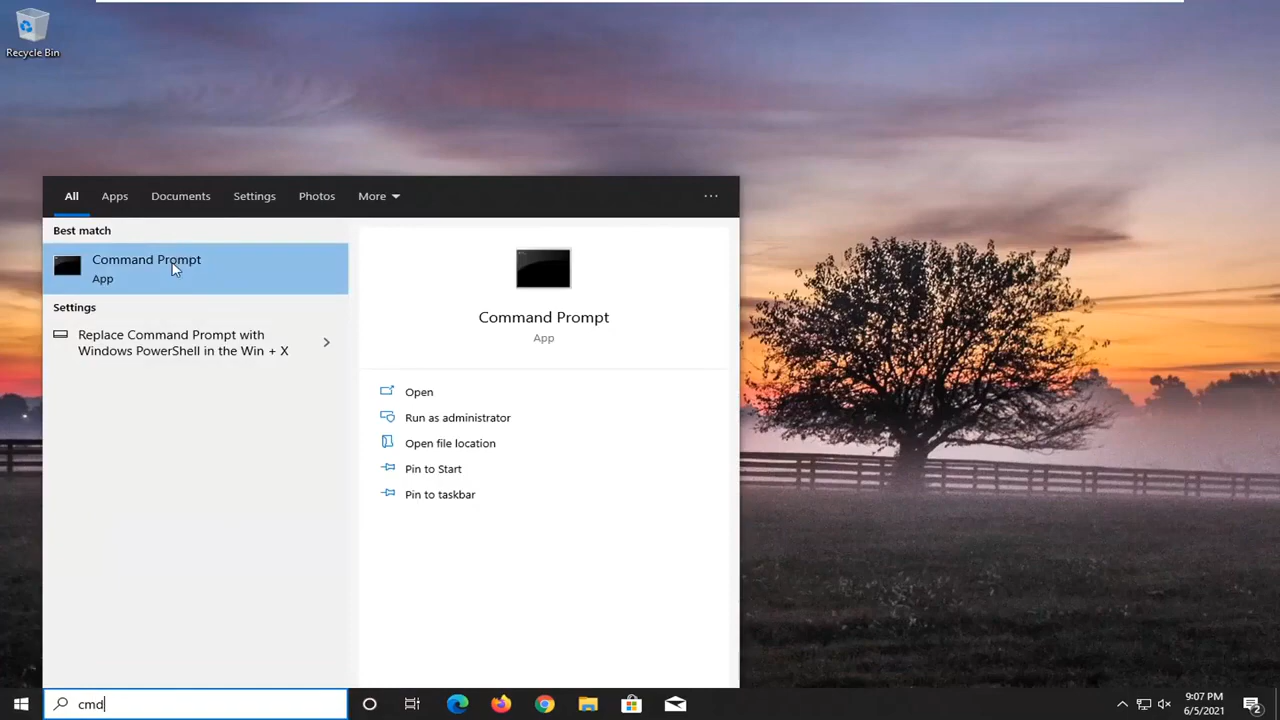 Recycle Bin
All Apps Documents Settings Photos More ...
Best match
Command Prompt
App
Settings
Replace Command Prompt with
Windows PowerShell in the Win + X
Command Prompt
App
Open
Run as administrator
Open file location
Pin to Start
Pin to taskbar
cmd
9:07 PM
6/5/2021
2